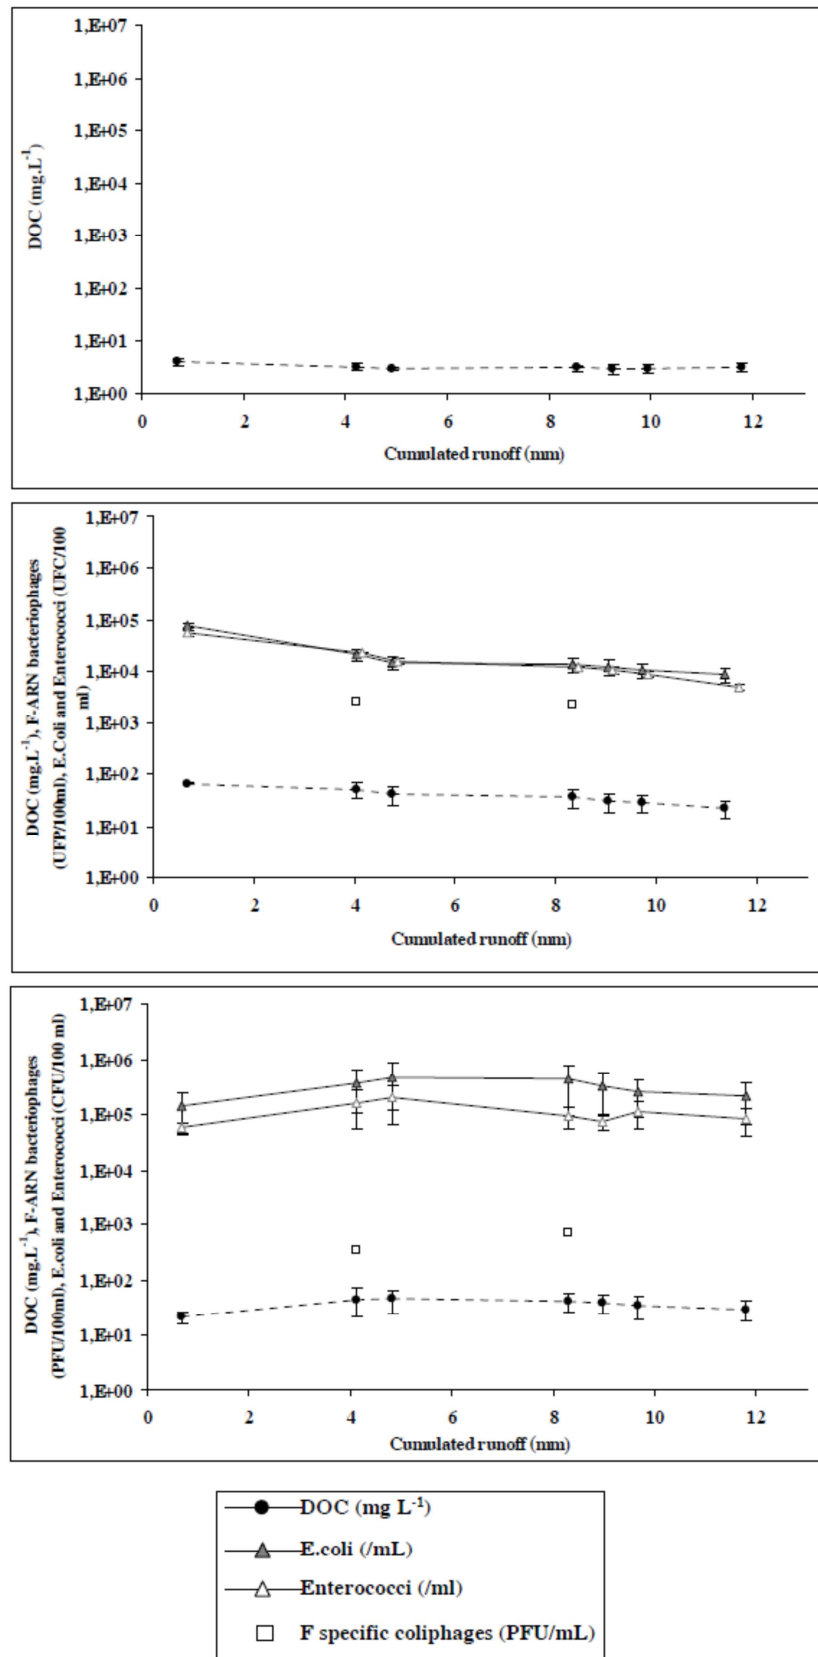 DOC (mg.L-1)
1,E+07
1,E+06
1,E+05
1,E+04
1,E+03
1,E+02
1,E+01
1,E+00
0 2 4 6 8 10 12
Cumulated runoff (mm)
DOC (mg.L-1), F-ARN bacteriophages
(UFP/100ml), E.Coli and Enterococci (UFC/100
ml)
1,E+07
1,E+06
1,E+05
1,E+04
1,E+03
1,E+02
1,E+01
1,E+00
0 2 4 6 8 10 12
Cumulated runoff (mm)
DOC (mg.L-1), F-ARN bacteriophages
(PFU/100ml), E.coli and Enterococci (CFU/100 ml)
1,E+07
1,E+06
1,E+05
1,E+04
1,E+03
1,E+02
1,E+01
1,E+00
0 2 4 6 8 10 12
Cumulated runoff (mm)
DOC (mg L-1)
E.coli (/mL)
Enterococci (/ml)
F specific coliphages (PFU/mL)